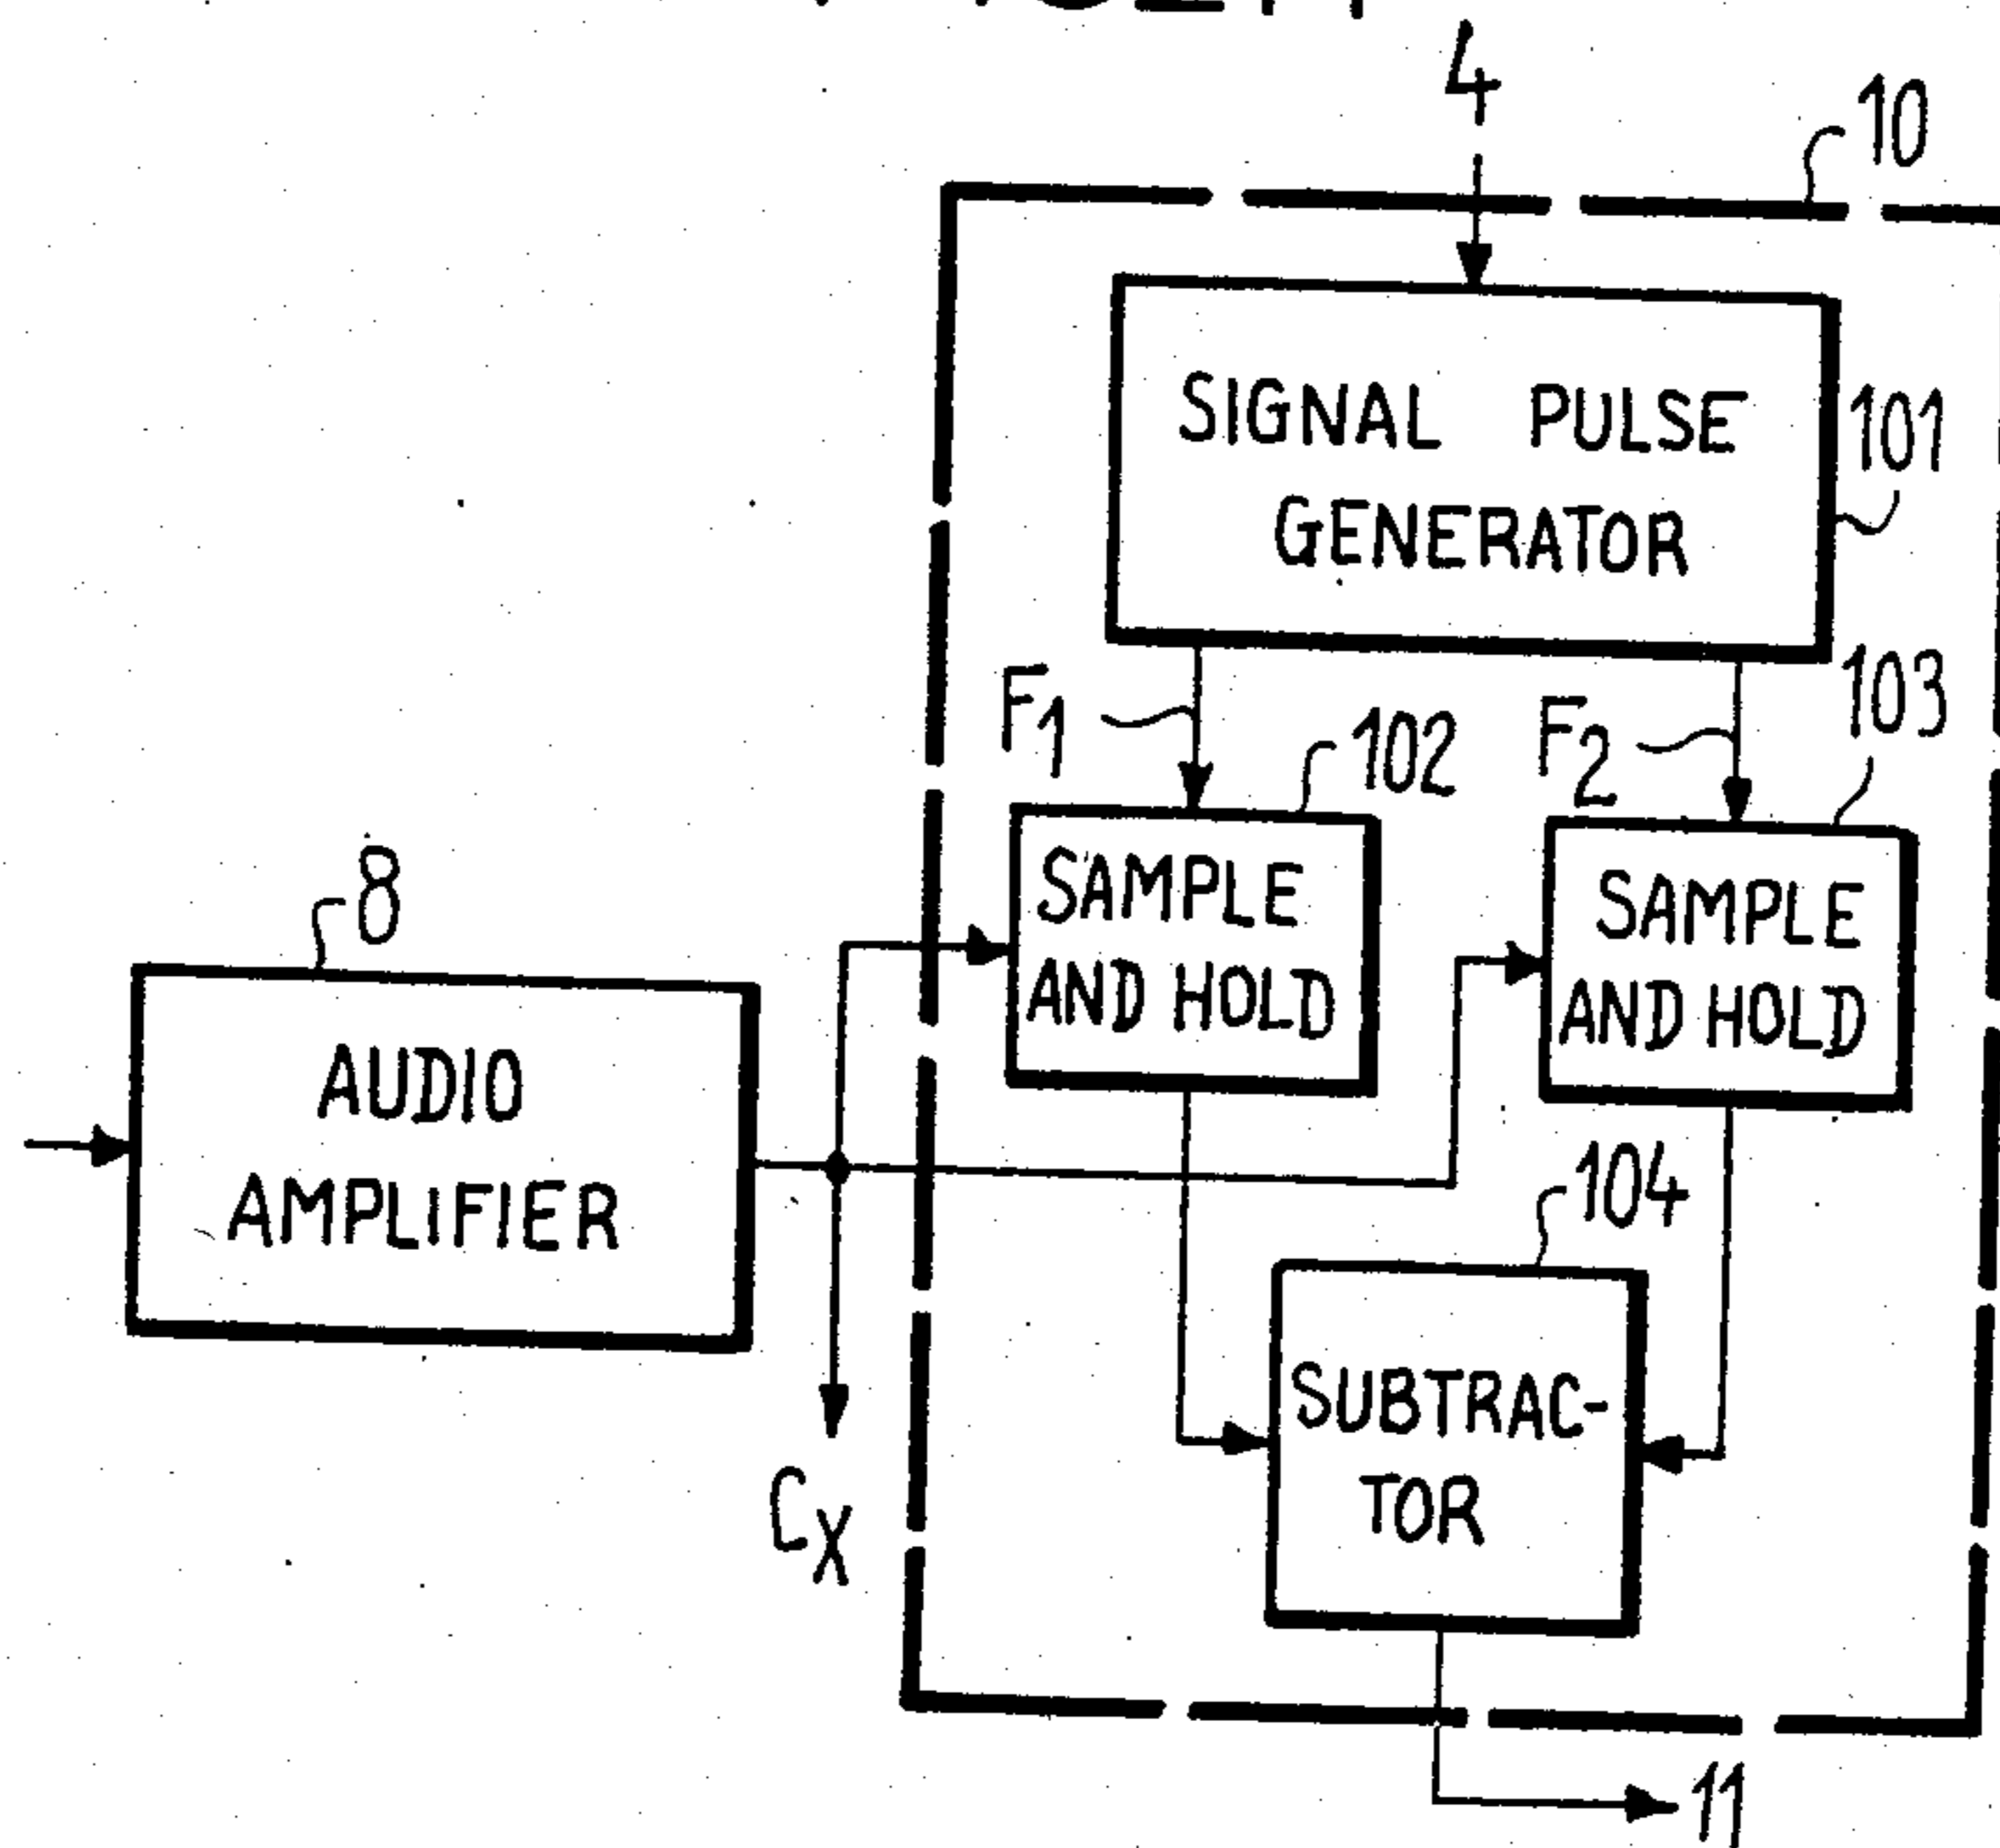 4
10
SIGNAL PULSE
GENERATOR
101
F1
102
F2
103
8
SAMPLE
AND HOLD
SAMPLE
AND HOLD
AUDIO
AMPLIFIER
104
SUBTRAC-
TOR
CX
11